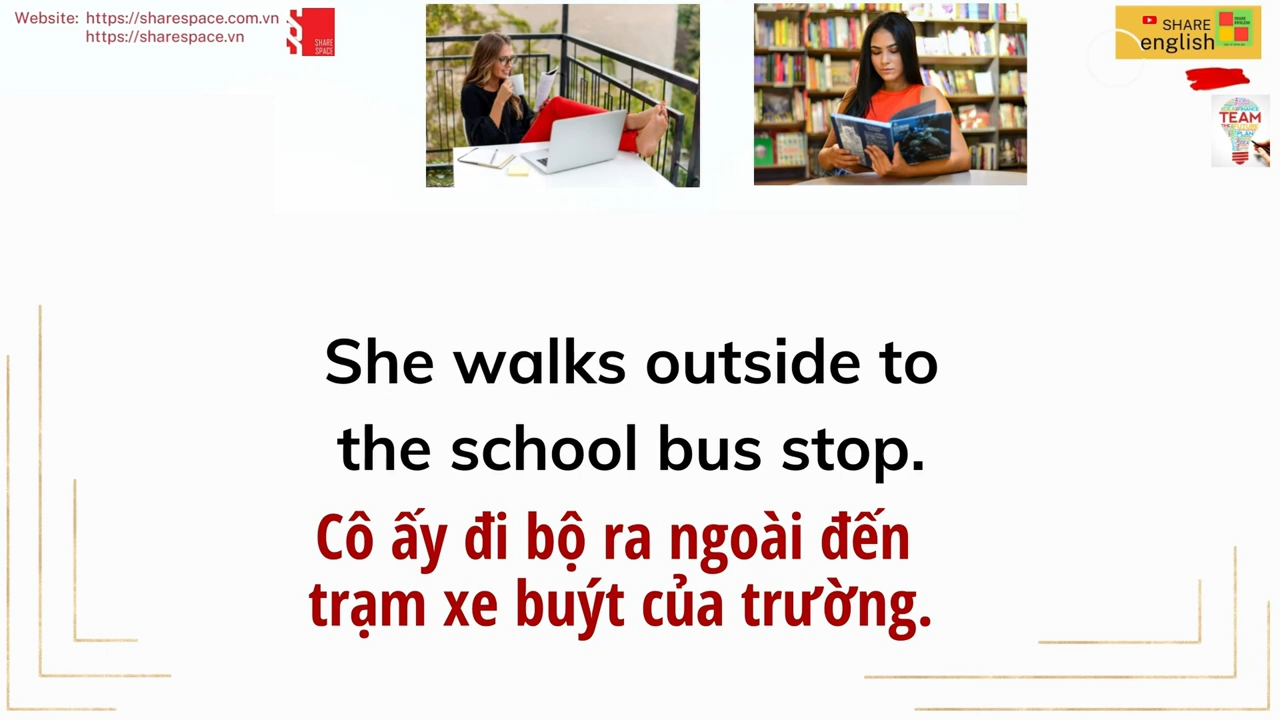 Website: https://sharespace.com.vn
https://sharespace.vn
SHARE
SPACE
SHARE
english
TEAM
PLAN
She walks outside to
the school bus stop.
Cô ấy đi bộ ra ngoài đến
trạm xe buýt của trường.